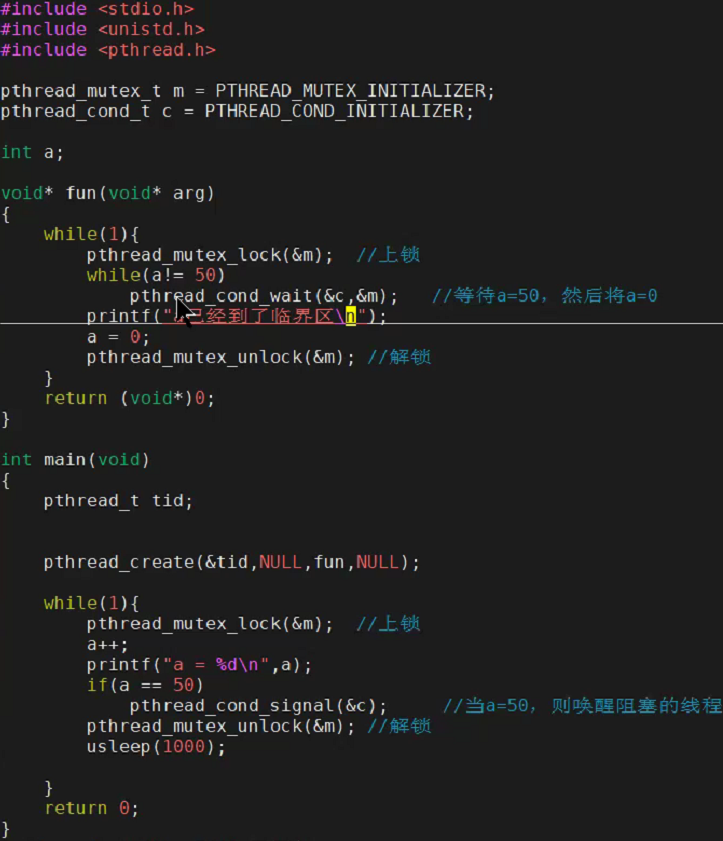 #include <stdio.h>
#include <unistd.h>
#include <pthread.h>
pthread_mutex_t m = PTHREAD_MUTEX_INITIALIZER;
pthread_cond_t c = PTHREAD_COND_INITIALIZER;
int a;
void* fun(void* arg)
{
    while(1){
        pthread_mutex_lock(&m);  //上锁
        while(a!= 50)
            pthread_cond_wait(&c,&m);   //等待a=50，然后将a=0
        printf("a已经到了临界区\n");
        a = 0;
        pthread_mutex_unlock(&m); //解锁
    }
    return (void*)0;
}
int main(void)
{
    pthread_t tid;
    pthread_create(&tid,NULL,fun,NULL);
    while(1){
        pthread_mutex_lock(&m);  //上锁
        a++;
        printf("a = %d\n",a);
        if(a == 50)
            pthread_cond_signal(&c);     //当a=50，则唤醒阻塞的线程
        pthread_mutex_unlock(&m); //解锁
        usleep(1000);
    }
    return 0;
}